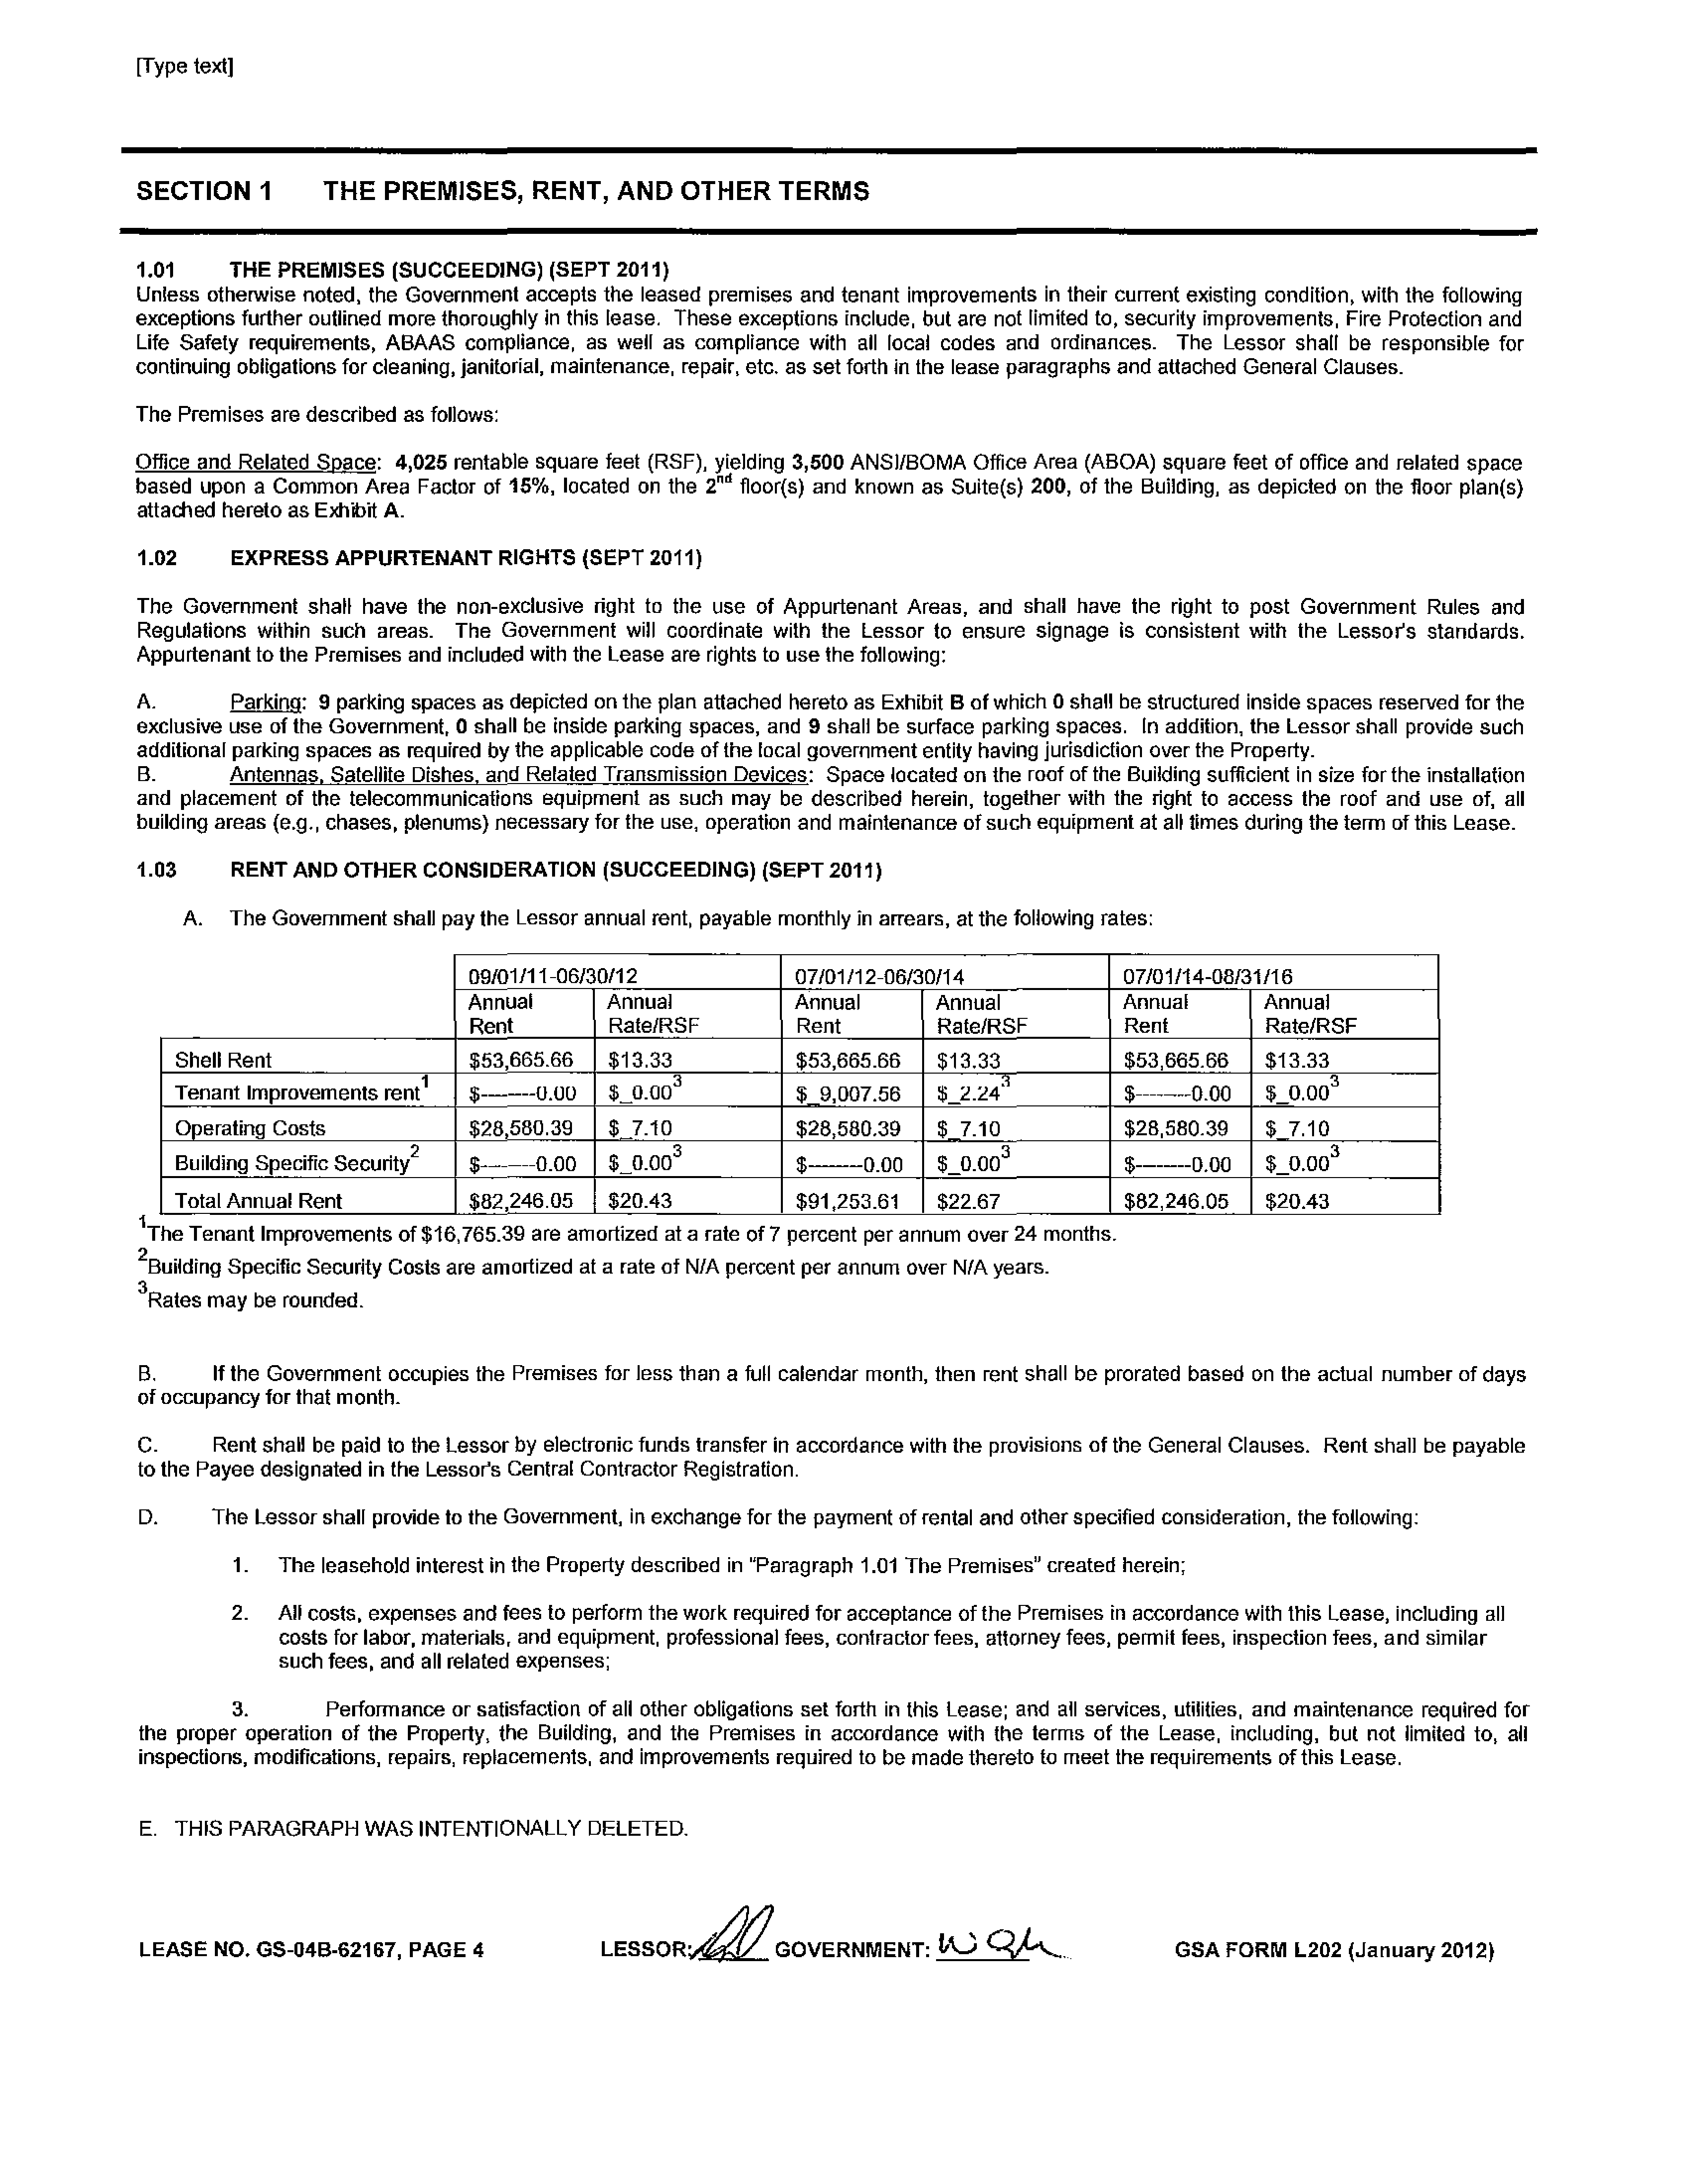 [Type text]
SECTION 1 THE PREMISES, RENT, AND OTHER TERMS
1.01 THE PREMISES (SUCCEEDING) (SEPT 2011)
Unless otherwise noted, the Government accepts the leased premises and tenant improvements in their current existing condition, with the following
exceptions further outlined more thoroughly in this lease. These exceptions include, but are not limited to, security improvements, Fire Protection and
Life Safety requirements, ABAAS compliance, as well as compliance with all local codes and ordinances. The Lessor shall be responsible for
continuing obligations for cleaning, janitorial, maintenance, repair, etc. as set forth in the lease paragraphs and attached General Clauses.
The Premises are described as follows:
Office and Related Space: 4,025 rentable square feet (RSF), yielding 3,500 ANSI/BOMA Office Area (ABOA) square feet of office and related space
based upon a Common Area Factor of 15%, located on the 2nd floor(s) and known as Suite(s) 200, of the Building, as depicted on the floor plan(s)
attached hereto as Exhibit A.
1.02 EXPRESS APPURTENANT RIGHTS (SEPT 2011)
The Government shall have the non-exclusive right to the use of Appurtenant Areas, and shall have the right to post Government Rules and
Regulations within such areas. The Government will coordinate with the Lessor to ensure signage is consistent with the Lessor's standards.
Appurtenant to the Premises and included with the Lease are rights to use the following:
A. Parking: 9 parking spaces as depicted on the plan attached hereto as Exhibit B of which 0 shall be structured inside spaces reserved for the
exclusive use of the Government, 0 shall be inside parking spaces, and 9 shall be surface parking spaces. In addition, the Lessor shall provide such
additional parking spaces as required by the applicable code of the local government entity having jurisdiction over the Property.
B. Antennas, Satellite Dishes, and Related Transmission Devices: Space located on the roof of the Building sufficient in size for the installation
and placement of the telecommunications equipment as such may be described herein, together with the right to access the roof and use of, all
building areas (e.g., chases, plenums) necessary for the use, operation and maintenance of such equipment at all times during the term of this Lease.
1.03 RENT AND OTHER CONSIDERATION (SUCCEEDING) (SEPT 2011)
A. The Government shall pay the Lessor annual rent, payable monthly in arrears, at the following rates:
09/01/11-06/30/12 07/01/12-06/30/14 07/01/14-08/31/16
Annual Annual Annual Annual Annual Annual
Rent Rate/RSF Rent Rate/RSF Rent Rate/RSF
Shell Rent $53,665.66 $13.33 $53,665.66 $13.33 $53,665.66 $13.33
Tenant Improvements rent1 $-------0.00 $_0.003 $_9,007.56 $_2.243 $-------0.00 $_0.003
Operating Costs $28,580.39 $_7.10 $28,580.39 $_7.10 $28,580.39 $_7.10
Building Specific Security2 $-------0.00 $_0.003 $-------0.00 $_0.003 $-------0.00 $_0.003
Total Annual Rent $82,246.05 $20.43 $91,253.61 $22.67 $82,246.05 $20.43
1The Tenant Improvements of $16,765.39 are amortized at a rate of 7 percent per annum over 24 months.
2Building Specific Security Costs are amortized at a rate of N/A percent per annum over N/A years.
3Rates may be rounded.
B. If the Government occupies the Premises for less than a full calendar month, then rent shall be prorated based on the actual number of days
of occupancy for that month.
C. Rent shall be paid to the Lessor by electronic funds transfer in accordance with the provisions of the General Clauses. Rent shall be payable
to the Payee designated in the Lessor's Central Contractor Registration.
D. The Lessor shall provide to the Government, in exchange for the payment of rental and other specified consideration, the following:
1. The leasehold interest in the Property described in "Paragraph 1.01 The Premises" created herein;
2. All costs, expenses and fees to perform the work required for acceptance of the Premises in accordance with this Lease, including all
costs for labor, materials, and equipment, professional fees, contractor fees, attorney fees, permit fees, inspection fees, and similar
such fees, and all related expenses;
3. Performance or satisfaction of all other obligations set forth in this Lease; and all services, utilities, and maintenance required for
the proper operation of the Property, the Building, and the Premises in accordance with the terms of the Lease, including, but not limited to, all
inspections, modifications, repairs, replacements, and improvements required to be made thereto to meet the requirements of this Lease.
E. THIS PARAGRAPH WAS INTENTIONALLY DELETED.
LEASE NO. GS-04B-62167, PAGE 4 LESSOR: GOVERNMENT: GSA FORM L202 (January 2012)